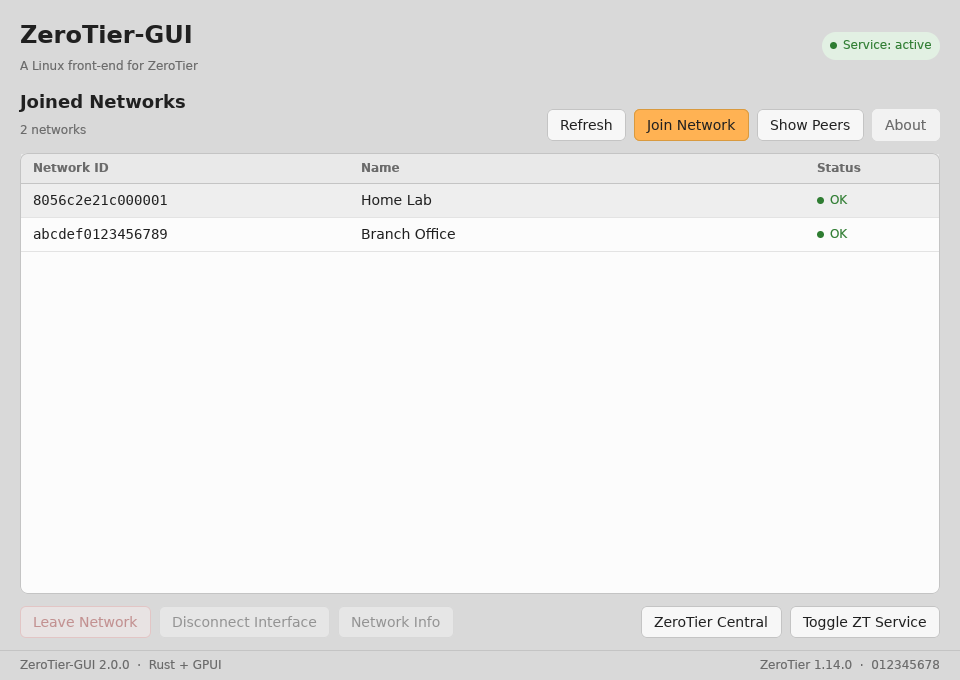 ZeroTier-GUI
A Linux front-end for ZeroTier
Service: active
Joined Networks
2 networks
Refresh Join Network Show Peers About
Network ID Name Status
8056c2e21c000001 Home Lab OK
abcdef0123456789 Branch Office OK
Leave Network Disconnect Interface Network Info ZeroTier Central Toggle ZT Service
ZeroTier-GUI 2.0.0 · Rust + GPUI ZeroTier 1.14.0 · 012345678